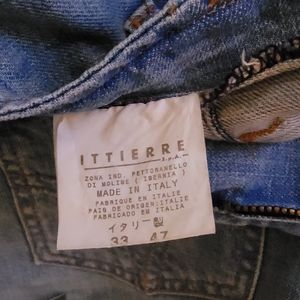 ITTIERRE
S.p.A.
ZONA IND. PETTORANELLO
DI MOLISE ( ISERNIA )
MADE IN ITALY
FABRIQUE EN ITALIE
PAIS DE ORIGEN:ITALIE
FABRICADO EM ITALIA
イタリー製
33 47